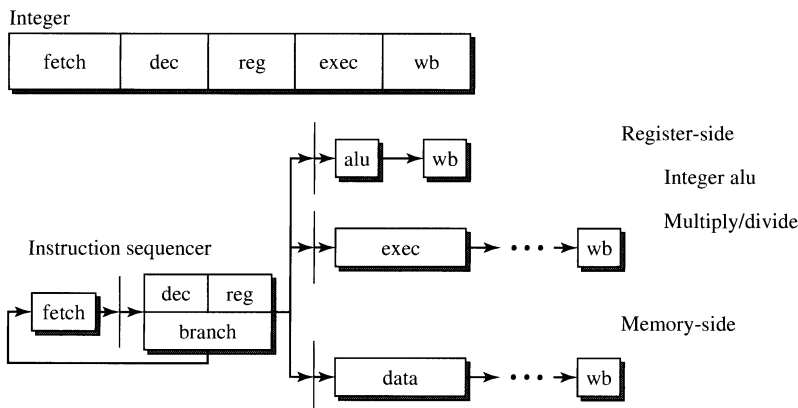 Integer
fetch dec reg exec wb
alu wb
Register-side
Integer alu
Multiply/divide
exec ••• wb
Instruction sequencer
dec reg
fetch
branch
Memory-side
data ••• wb